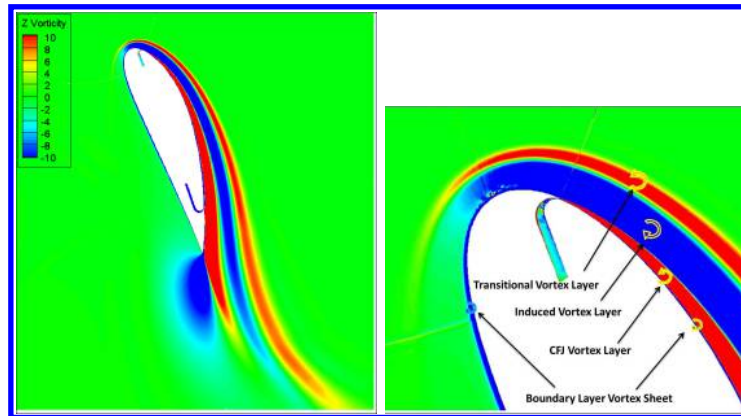 Z Vorticity
10
8
6
4
2
0
-2
-4
-6
-8
-10
Transitional Vortex Layer
Induced Vortex Layer
CFJ Vortex Layer
Boundary Layer Vortex Sheet